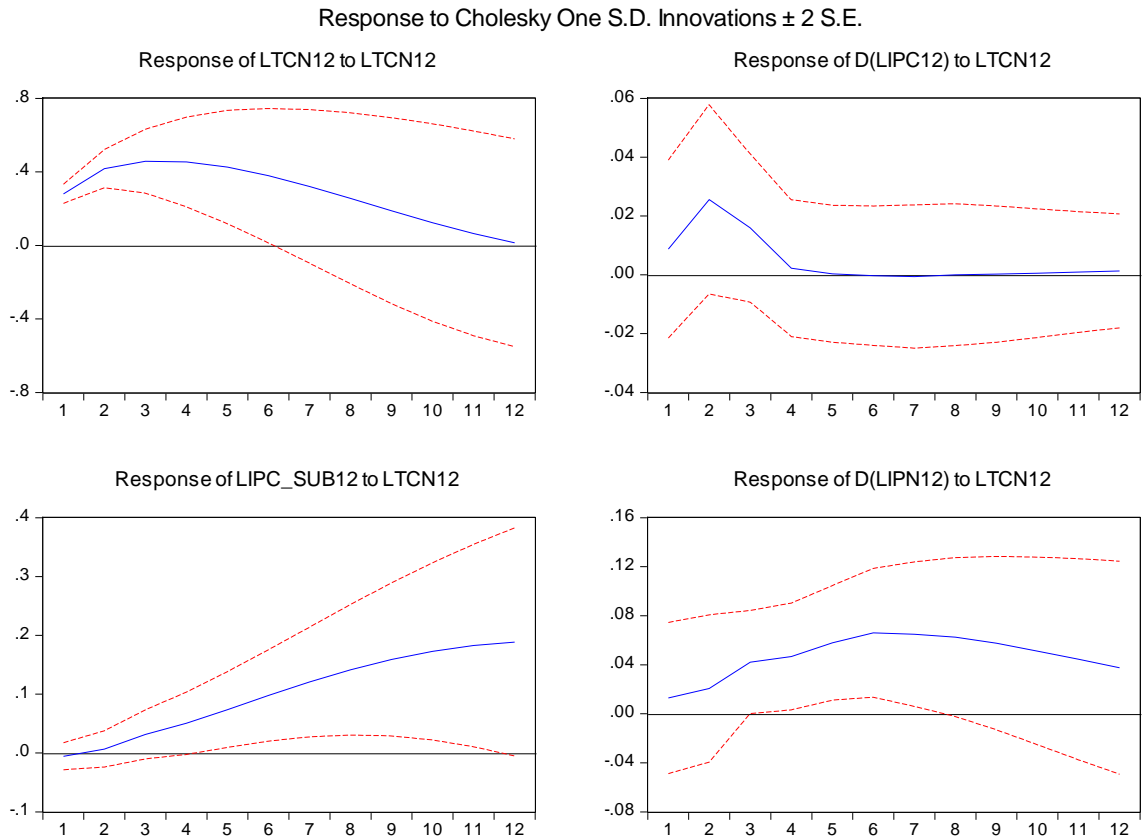 Response to Cholesky One S.D. Innovations ± 2 S.E.
Response of LTCN12 to LTCN12
.8
.4
.0
-.4
-.8
1 2 3 4 5 6 7 8 9 10 11 12
Response of D(LIPC12) to LTCN12
.06
.04
.02
.00
-.02
-.04
1 2 3 4 5 6 7 8 9 10 11 12
Response of LIPC_SUB12 to LTCN12
.4
.3
.2
.1
.0
-.1
1 2 3 4 5 6 7 8 9 10 11 12
Response of D(LIPN12) to LTCN12
.16
.12
.08
.04
.00
-.04
-.08
1 2 3 4 5 6 7 8 9 10 11 12